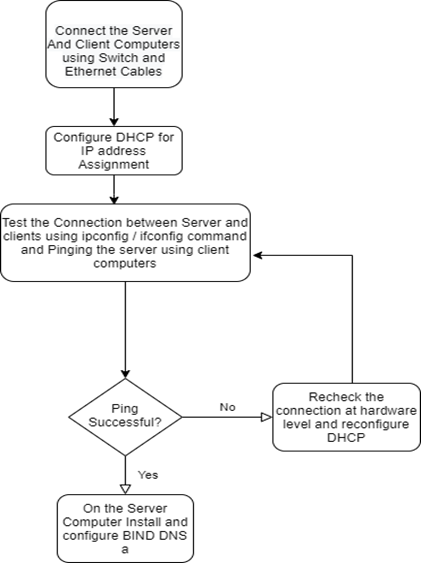 Connect the Server
And Client Computers
using Switch and
Ethernet Cables
Configure DHCP for
IP address
Assignment
Test the Connection between Server and
clients using ipconfig / ifconfig command
and Pinging the server using client
computers
Ping
Successful?
No
Recheck the
connection at hardware
level and reconfigure
DHCP
Yes
On the Server
Computer Install and
configure BIND DNS
a